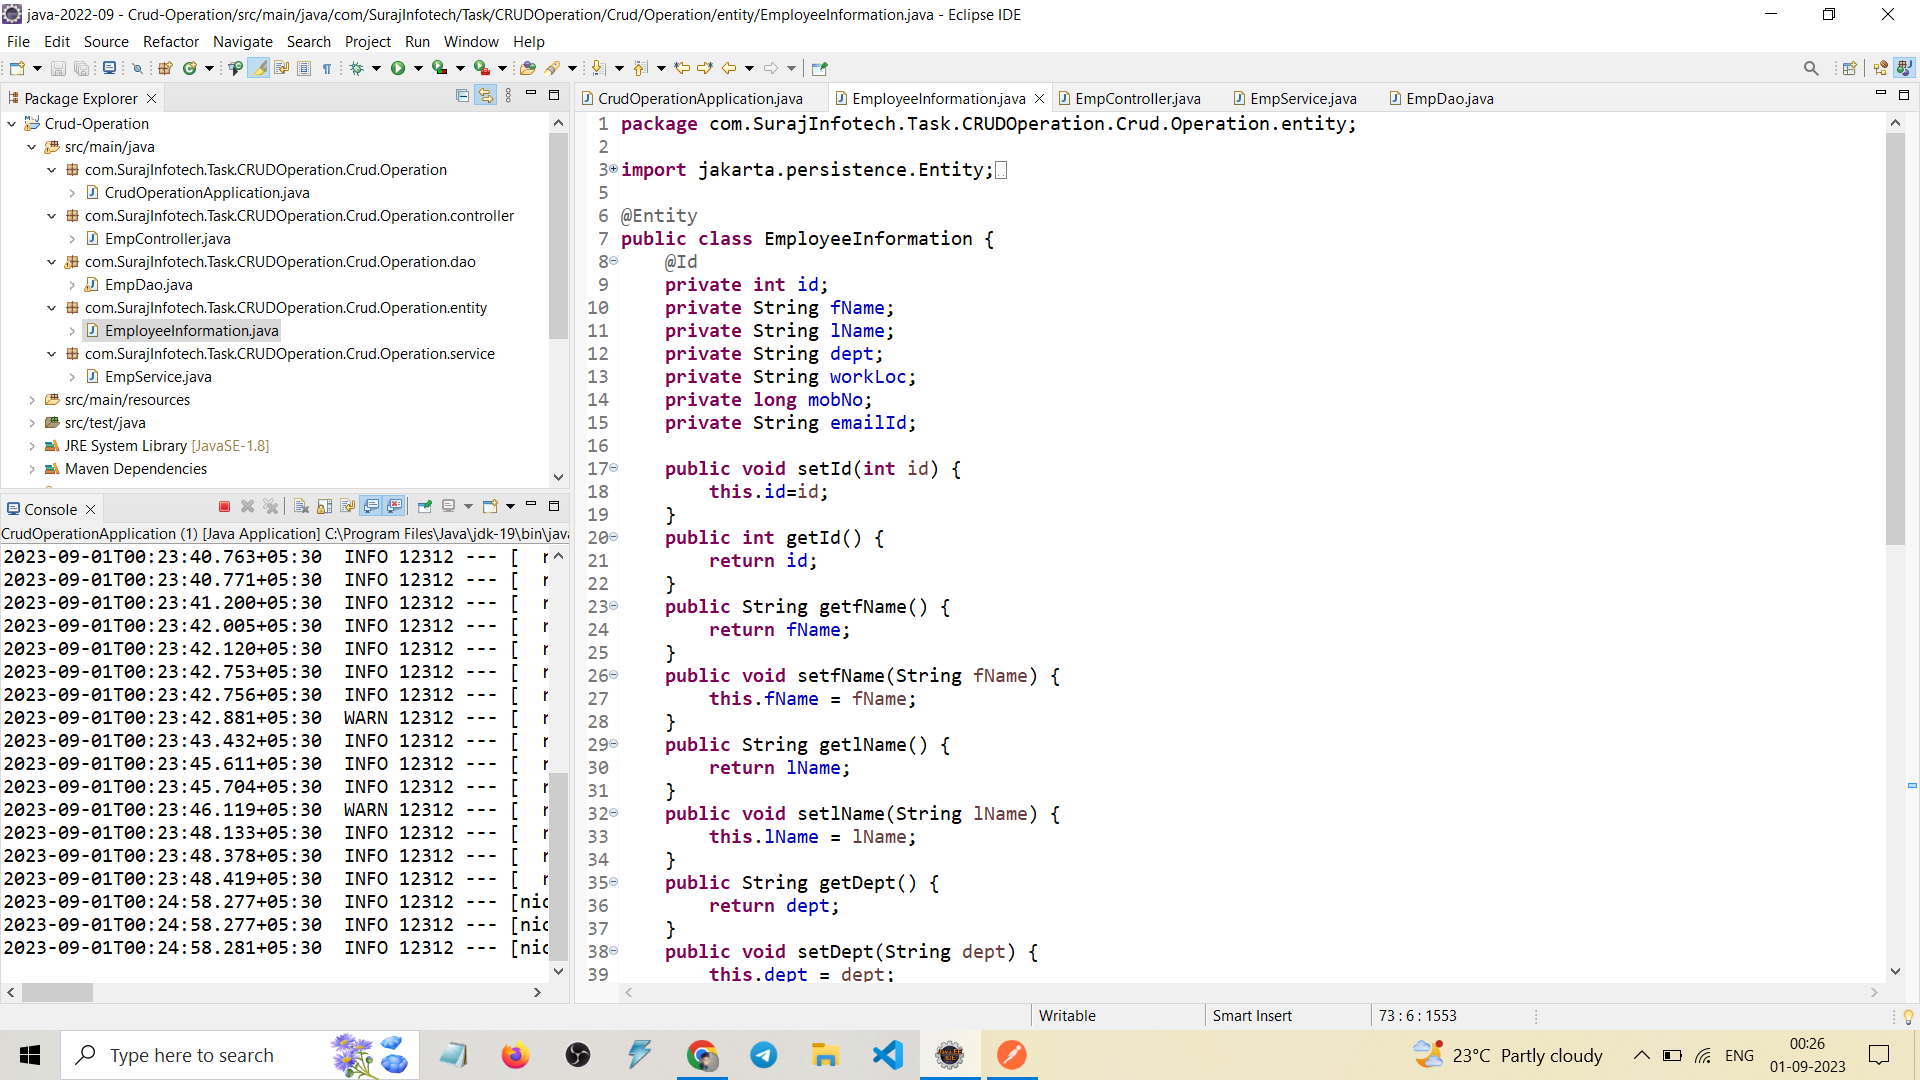 java-2022-09 - Crud-Operation/src/main/java/com/SurajInfotech/Task/CRUDOperation/Crud/Operation/entity/EmployeeInformation.java - Eclipse IDE
File Edit Source Refactor Navigate Search Project Run Window Help
Package Explorer
Crud-Operation
src/main/java
com.SurajInfotech.Task.CRUDOperation.Crud.Operation
CrudOperationApplication.java
com.SurajInfotech.Task.CRUDOperation.Crud.Operation.controller
EmpController.java
com.SurajInfotech.Task.CRUDOperation.Crud.Operation.dao
EmpDao.java
com.SurajInfotech.Task.CRUDOperation.Crud.Operation.entity
EmployeeInformation.java
com.SurajInfotech.Task.CRUDOperation.Crud.Operation.service
EmpService.java
src/main/resources
src/test/java
JRE System Library [JavaSE-1.8]
Maven Dependencies
Console
CrudOperationApplication (1) [Java Application] C:\Program Files\Java\jdk-19\bin\java
2023-09-01T00:23:40.763+05:30 INFO 12312 --- [ r
2023-09-01T00:23:40.771+05:30 INFO 12312 --- [ r
2023-09-01T00:23:41.200+05:30 INFO 12312 --- [ r
2023-09-01T00:23:42.005+05:30 INFO 12312 --- [ r
2023-09-01T00:23:42.120+05:30 INFO 12312 --- [ r
2023-09-01T00:23:42.753+05:30 INFO 12312 --- [ r
2023-09-01T00:23:42.756+05:30 INFO 12312 --- [ r
2023-09-01T00:23:42.881+05:30 WARN 12312 --- [ r
2023-09-01T00:23:43.432+05:30 INFO 12312 --- [ r
2023-09-01T00:23:45.611+05:30 INFO 12312 --- [ r
2023-09-01T00:23:45.704+05:30 INFO 12312 --- [ r
2023-09-01T00:23:46.119+05:30 WARN 12312 --- [ r
2023-09-01T00:23:48.133+05:30 INFO 12312 --- [ r
2023-09-01T00:23:48.378+05:30 INFO 12312 --- [ r
2023-09-01T00:23:48.419+05:30 INFO 12312 --- [ r
2023-09-01T00:24:58.277+05:30 INFO 12312 --- [nio
2023-09-01T00:24:58.277+05:30 INFO 12312 --- [nio
2023-09-01T00:24:58.281+05:30 INFO 12312 --- [nio
CrudOperationApplication.java EmployeeInformation.java EmpController.java EmpService.java EmpDao.java
1 package com.SurajInfotech.Task.CRUDOperation.Crud.Operation.entity;
2
3 import jakarta.persistence.Entity;
5
6 @Entity
7 public class EmployeeInformation {
8 @Id
9 private int id;
10 private String fName;
11 private String lName;
12 private String dept;
13 private String workLoc;
14 private long mobNo;
15 private String emailId;
16
17 public void setId(int id) {
18 this.id=id;
19 }
20 public int getId() {
21 return id;
22 }
23 public String getfName() {
24 return fName;
25 }
26 public void setfName(String fName) {
27 this.fName = fName;
28 }
29 public String getlName() {
30 return lName;
31 }
32 public void setlName(String lName) {
33 this.lName = lName;
34 }
35 public String getDept() {
36 return dept;
37 }
38 public void setDept(String dept) {
39 this.dept = dept;
Writable Smart Insert 73 : 6 : 1553
Type here to search
23°C Partly cloudy
ENG
00:26
01-09-2023